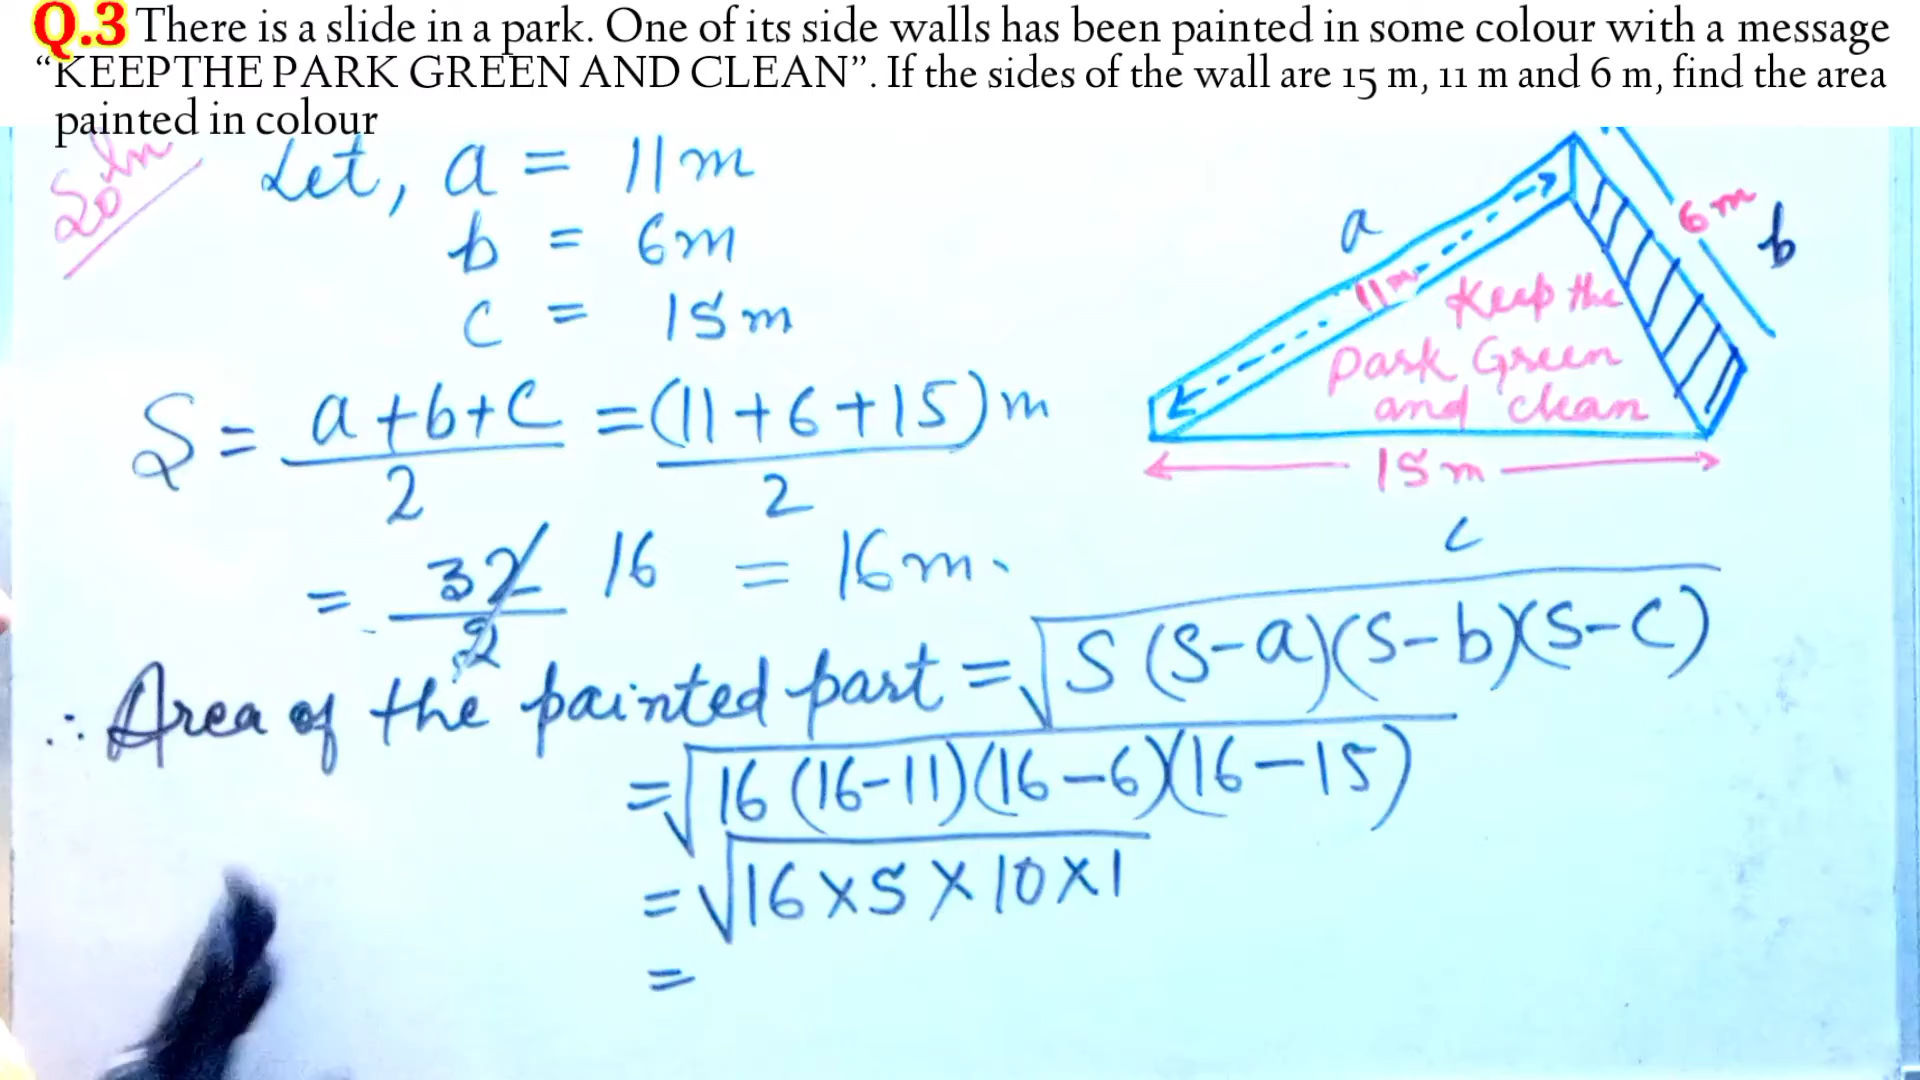 Q.3 There is a slide in a park. One of its side walls has been painted in some colour with a message
“KEEPTHE PARK GREEN AND CLEAN”. If the sides of the wall are 15 m, 11 m and 6 m, find the area
painted in colour
Soln
Let, a = 11m
b = 6m
c = 15m
a
11m
6m
b
Keep the
Park Green
and clean
15m
c
S = a+b+c/2 = (11+6+15)m/2
= 32/2 16 = 16m.
∴ Area of the painted part = √S(S-a)(S-b)(S-c)
= √16(16-11)(16-6)(16-15)
= √16×5×10×1
=